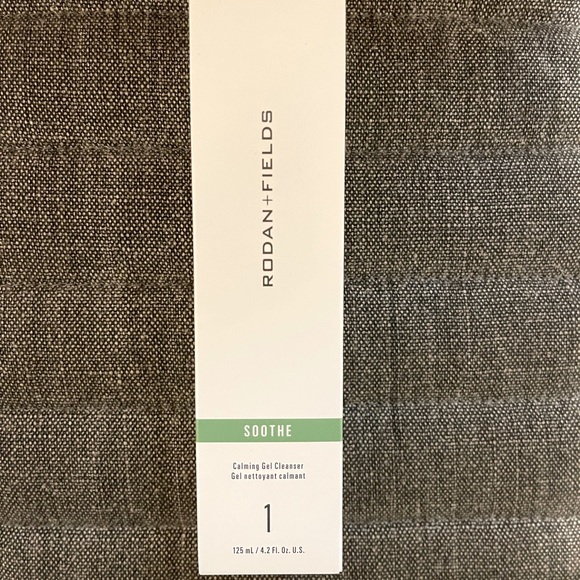 RODAN+FIELDS
SOOTHE
Calming Gel Cleanser
Gel nettoyant calmant
1
125 mL / 4.2 Fl. Oz. U.S.